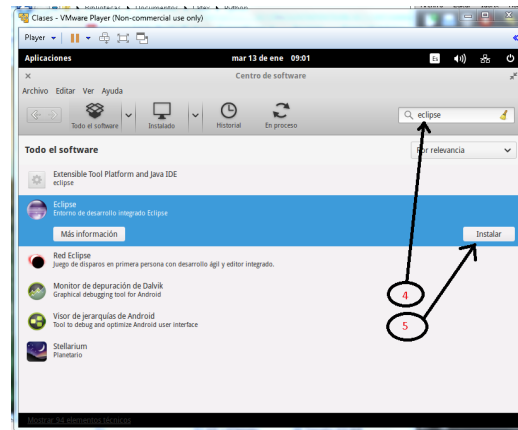 Clases - VMware Player (Non-commercial use only)
Player
Aplicaciones mar 13 de ene 09:01 Es
Centro de software
Archivo Editar Ver Ayuda
Todo el software Instalado Historial En proceso eclipse
Todo el software Por relevancia
Extensible Tool Platform and Java IDE
eclipse
Eclipse
Entorno de desarrollo integrado Eclipse
Más información Instalar
Red Eclipse
Juego de disparos en primera persona con desarrollo ágil y editor integrado.
Monitor de depuración de Dalvik
Graphical debugging tool for Android
4
Visor de jerarquías de Android
Tool to debug and optimize Android user interface
5
Stellarium
Planetario
Mostrar 94 elementos técnicos